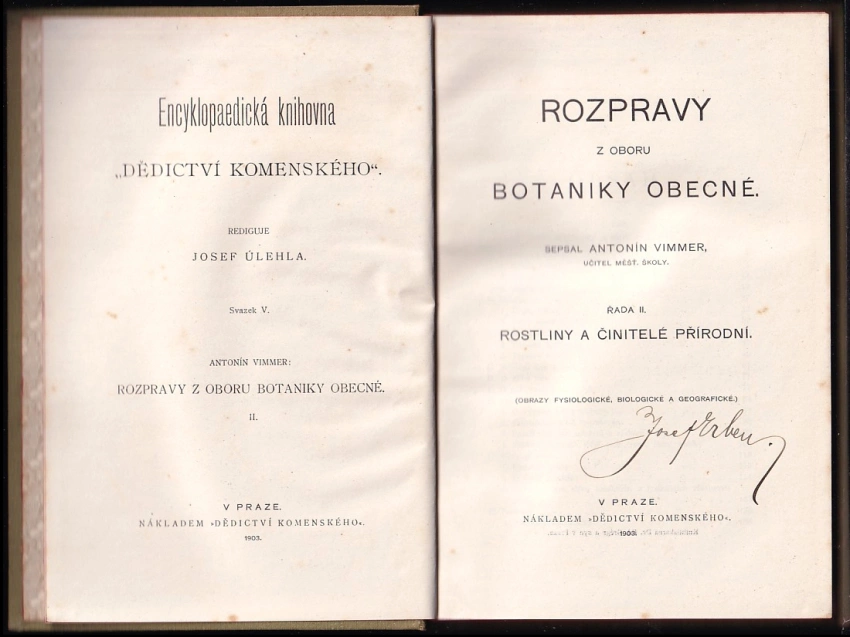 Encyklopaedická knihovna
„DĚDICTVÍ KOMENSKÉHO“.
REDIGUJE
JOSEF ÚLEHLA.
Svazek V.
ANTONÍN VIMMER:
ROZPRAVY Z OBORU BOTANIKY OBECNÉ.
II.
V PRAZE.
NÁKLADEM »DĚDICTVÍ KOMENSKÉHO«.
1903.
ROZPRAVY
Z OBORU
BOTANIKY OBECNÉ.
SEPSAL ANTONÍN VIMMER,
UČITEL MĚŠŤ. ŠKOLY.
ŘADA II.
ROSTLINY A ČINITELÉ PŘÍRODNÍ.
(OBRAZY FYSIOLOGICKÉ, BIOLOGICKÉ A GEOGRAFICKÉ.)
Josef Erben.
V PRAZE.
NÁKLADEM »DĚDICTVÍ KOMENSKÉHO«.
1903.